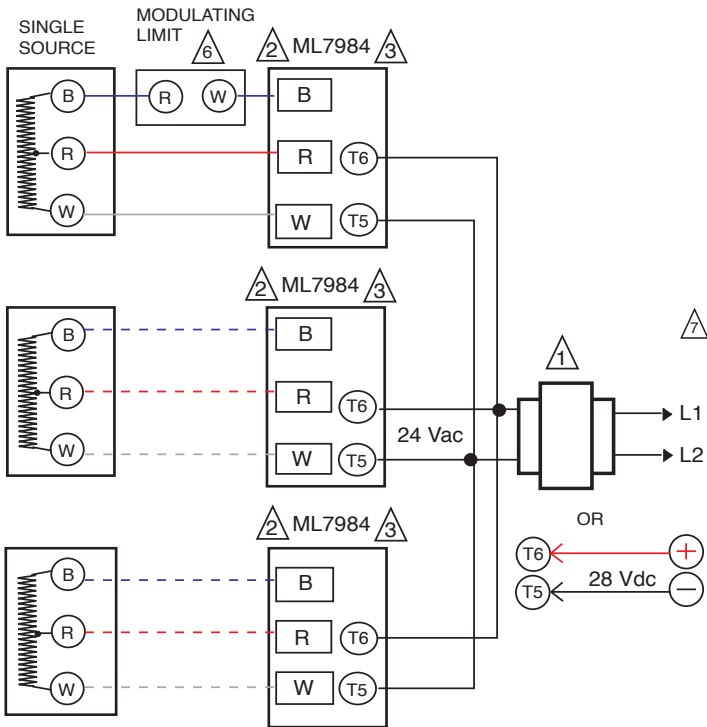 SINGLE
SOURCE
MODULATING
LIMIT
6
2 ML7984 3
B
R W
B
R
R
T6
W
W
T5
2 ML7984 3
B
B
R
R
T6
W
W
T5
24 Vac
1
7
L1
L2
OR
T6
+
T5
28 Vdc
−
2 ML7984 3
B
B
R
R
T6
W
W
T5